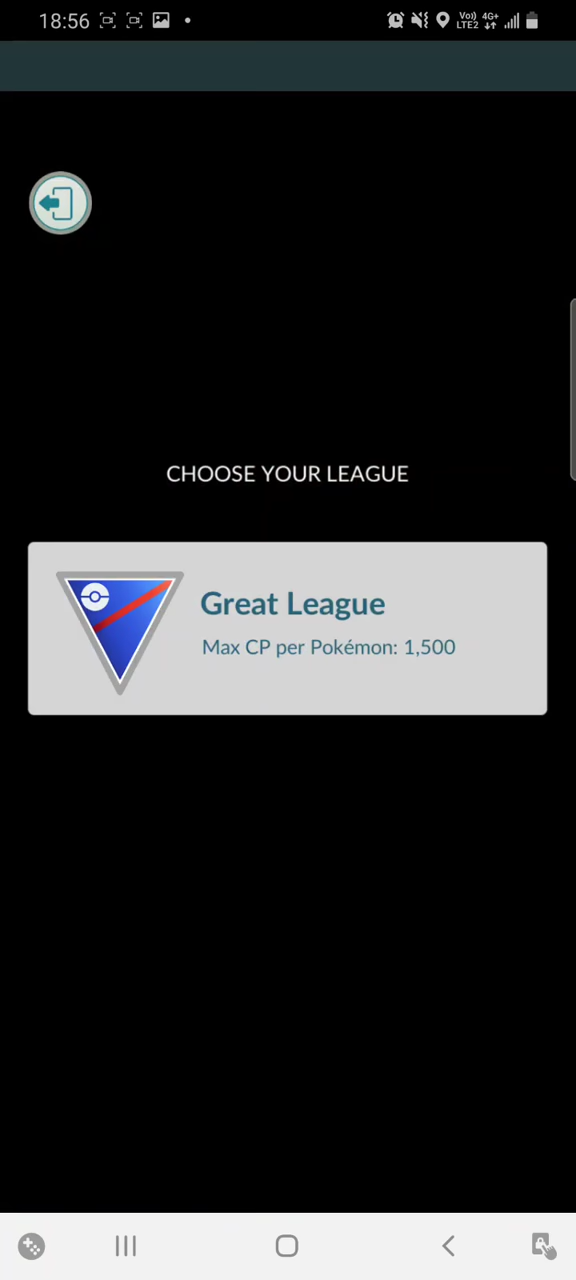 18:56
Vo)) 4G+
LTE2
CHOOSE YOUR LEAGUE
Great League
Max CP per Pokémon: 1,500